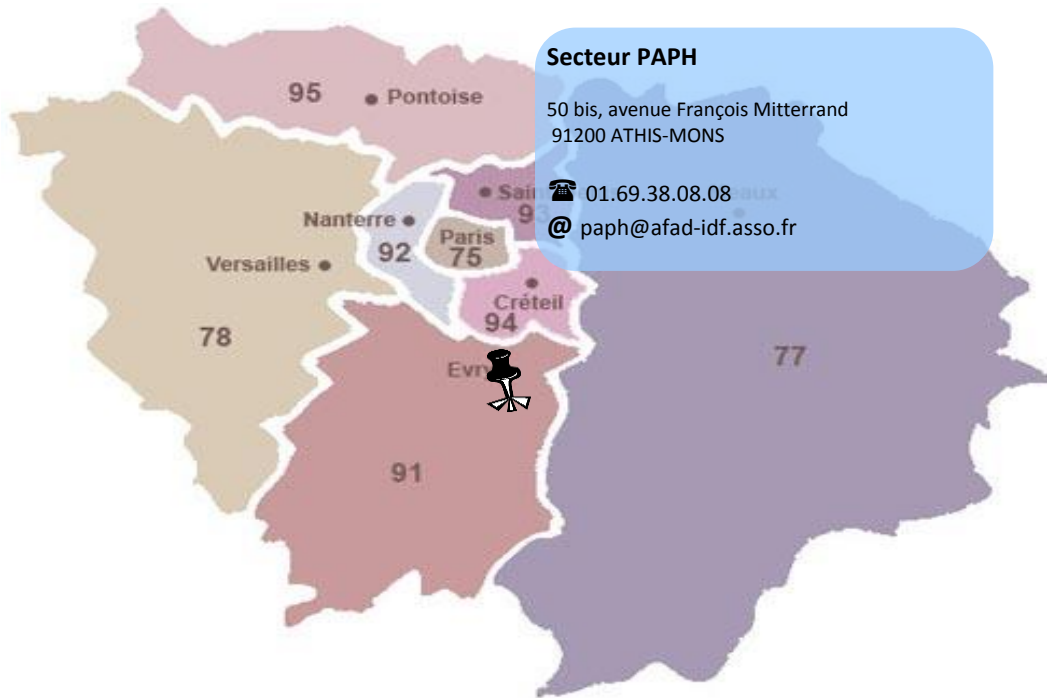 Secteur PAPH
50 bis, avenue François Mitterrand
91200 ATHIS-MONS
☎ 01.69.38.08.08
@ paph@afad-idf.asso.fr
95
Pontoise
Nanterre
92
93
Paris
75
Versailles
Créteil
94
78
77
91